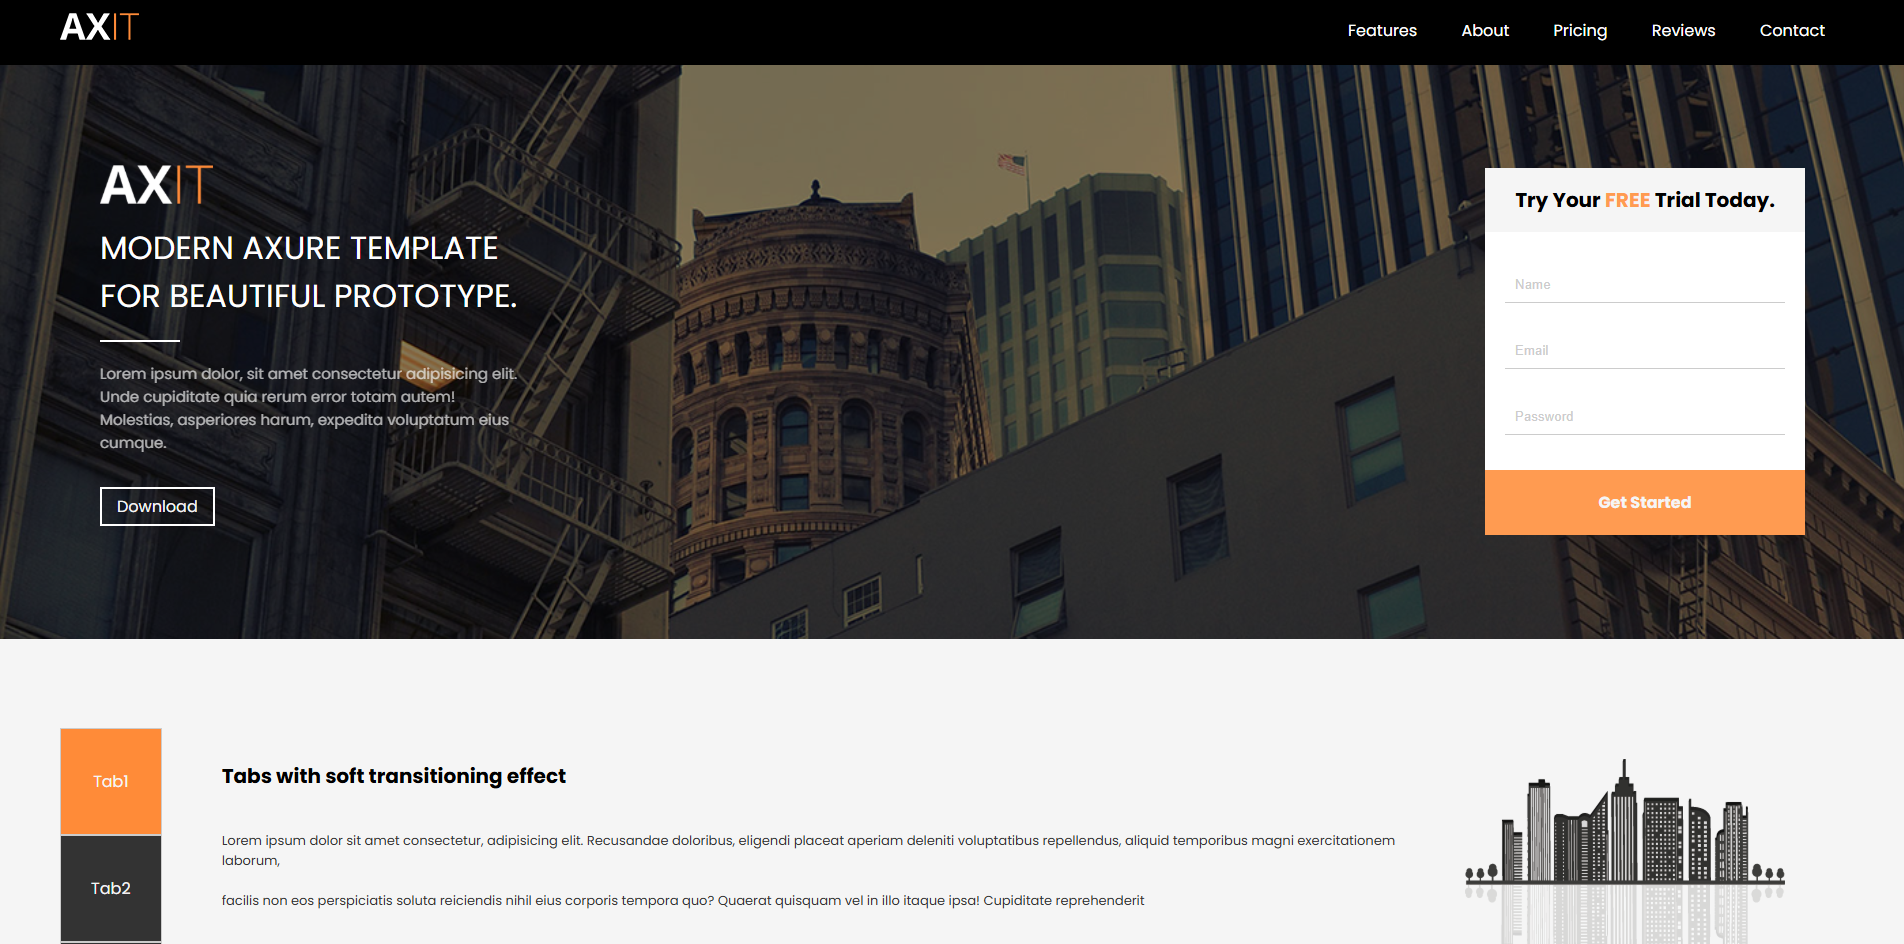 AXIT
Features
About
Pricing
Reviews
Contact
AXIT
MODERN AXURE TEMPLATE
FOR BEAUTIFUL PROTOTYPE.
Lorem ipsum dolor, sit amet consectetur adipisicing elit.
Unde cupiditate quia rerum error totam autem!
Molestias, asperiores harum, expedita voluptatum eius
cumque.
Download
Try Your FREE Trial Today.
Name
Email
Password
Get Started
Tab1
Tab2
Tabs with soft transitioning effect
Lorem ipsum dolor sit amet consectetur, adipisicing elit. Recusandae doloribus, eligendi placeat aperiam deleniti voluptatibus repellendus, aliquid temporibus magni exercitationem
laborum,
facilis non eos perspiciatis soluta reiciendis nihil eius corporis tempora quo? Quaerat quisquam vel in illo itaque ipsa! Cupiditate reprehenderit